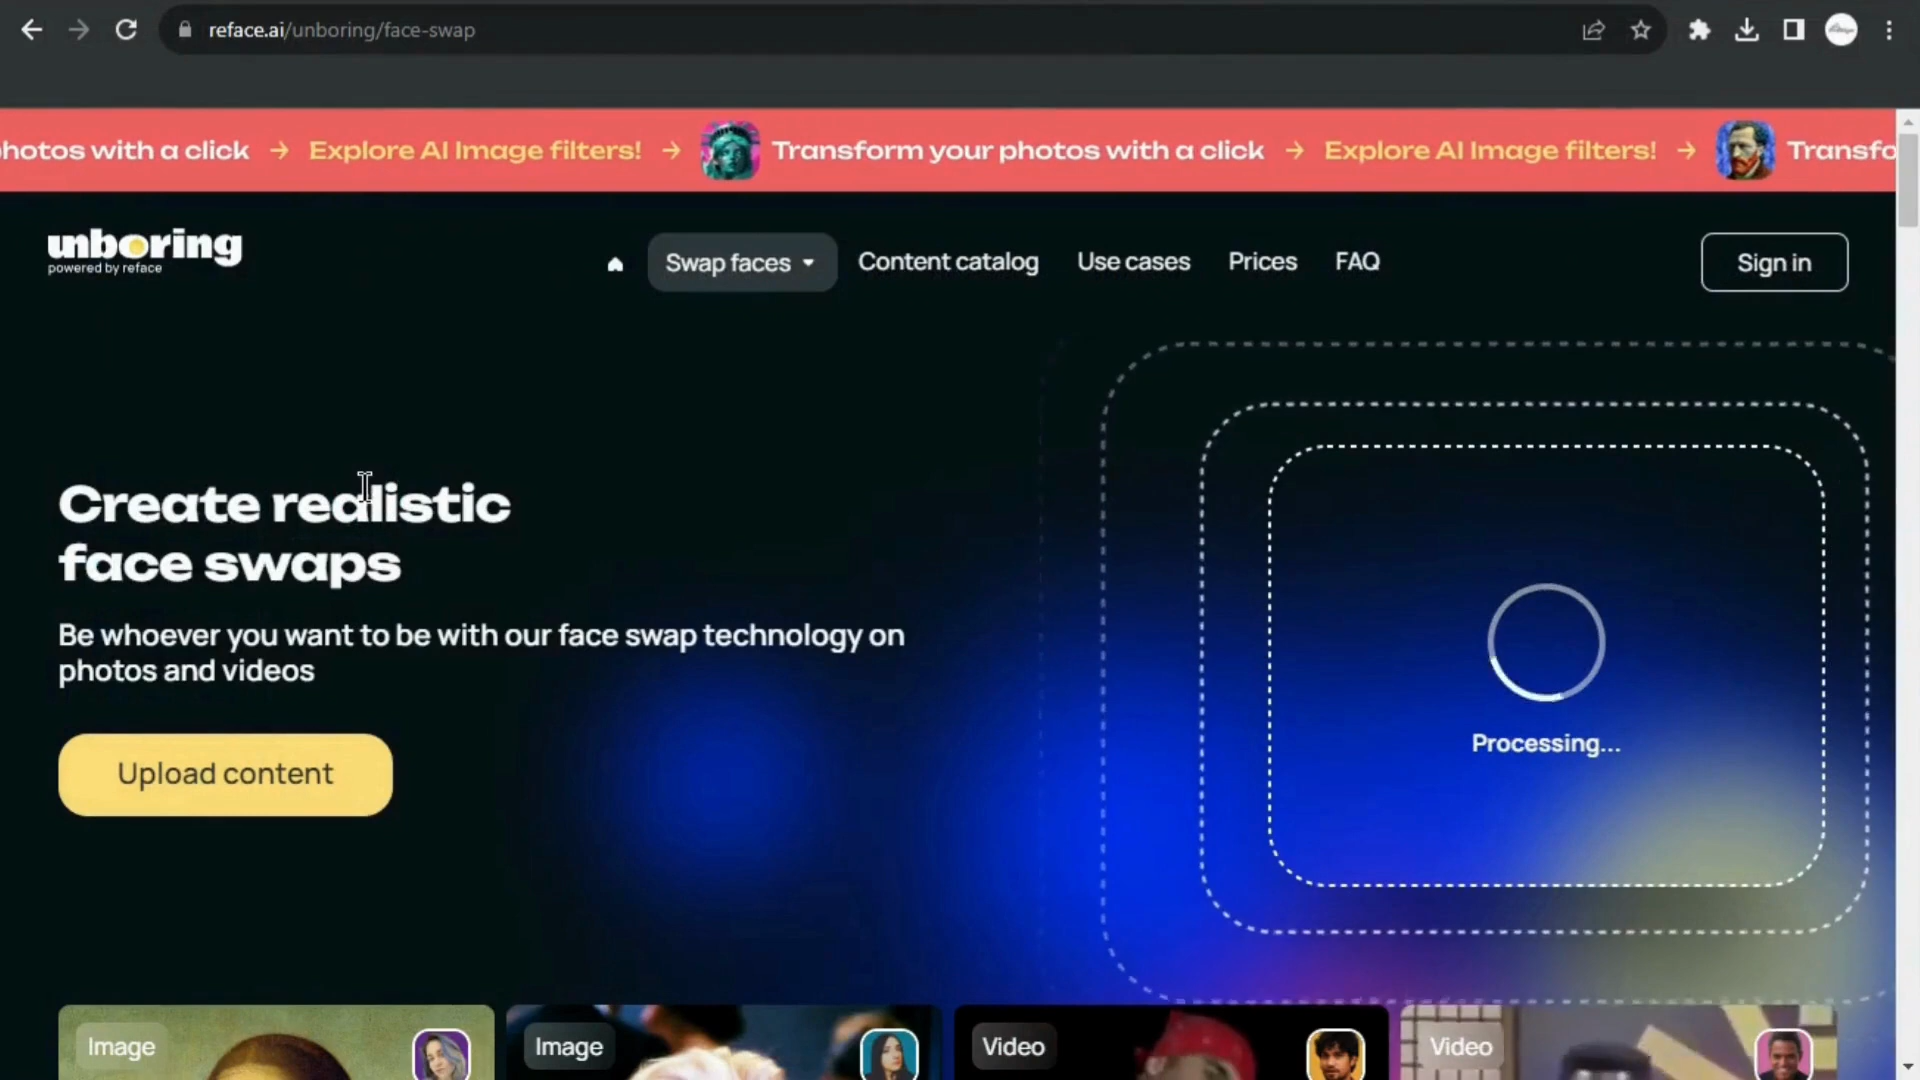 reface.ai/unboring/face-swap
photos with a click → Explore AI Image filters! → Transform your photos with a click → Explore AI Image filters! → Transfo
unboring
powered by reface
Swap faces
Content catalog
Use cases
Prices
FAQ
Sign in
Create realistic
face swaps
Be whoever you want to be with our face swap technology on
photos and videos
Upload content
Processing...
Image
Image
Video
Video